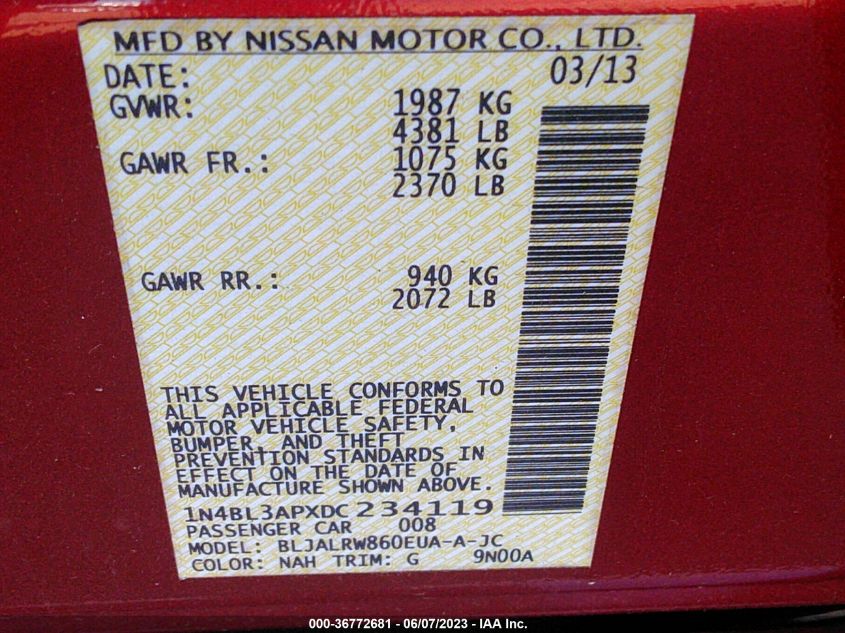 MFD BY NISSAN MOTOR CO., LTD.
DATE: 03/13
GVWR: 1987 KG
4381 LB
GAWR FR.: 1075 KG
2370 LB
GAWR RR.: 940 KG
2072 LB
THIS VEHICLE CONFORMS TO
ALL APPLICABLE FEDERAL
MOTOR VEHICLE SAFETY,
BUMPER, AND THEFT
PREVENTION STANDARDS IN
EFFECT ON THE DATE OF
MANUFACTURE SHOWN ABOVE.
1N4BL3APXDC 234119
PASSENGER CAR 008
MODEL: BLJALRW860EUA-A-JC
COLOR: NAH TRIM: G 9N00A
000-36772681 - 06/07/2023 - IAA Inc.